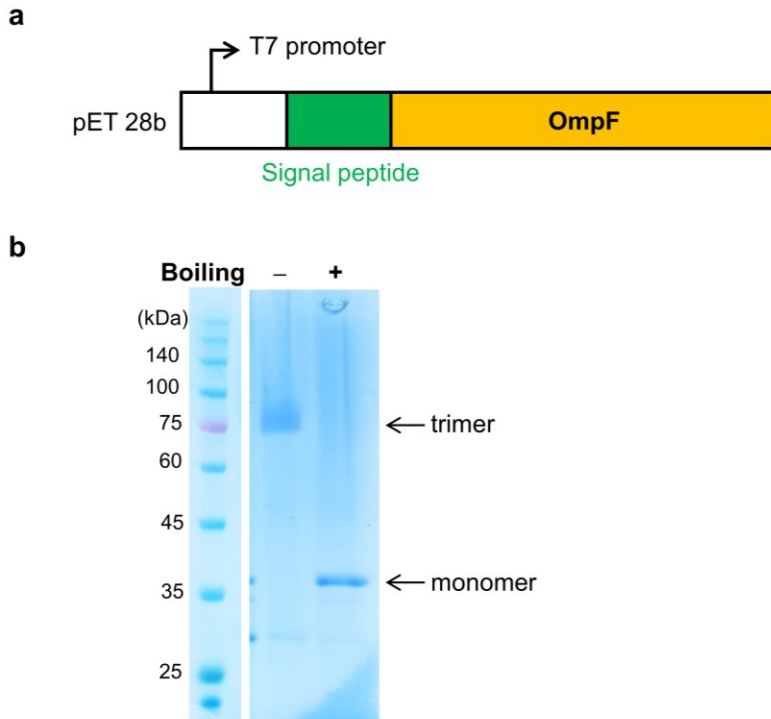 a
T7 promoter
pET 28b
OmpF
Signal peptide
b
Boiling – +
(kDa)
140
100
75
trimer
60
45
35
monomer
25